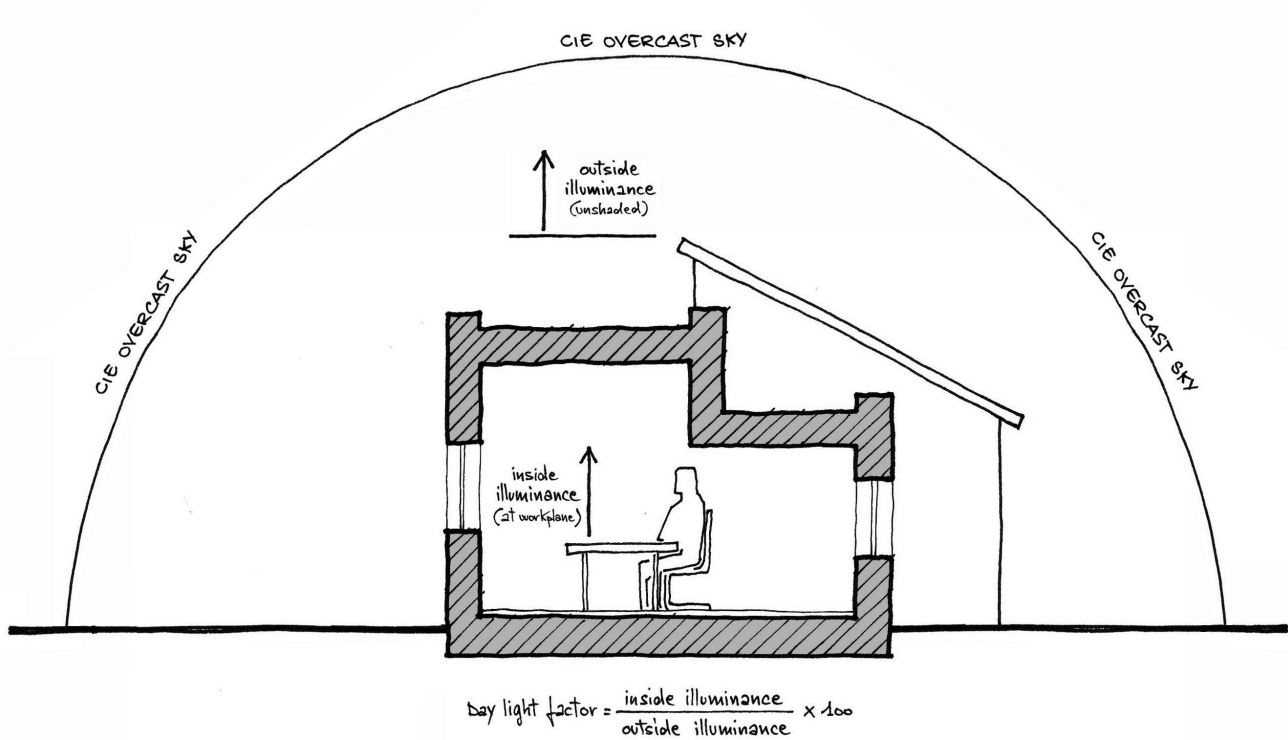 CIE OVERCAST SKY
outside
illuminance
(unshaded)
CIE OVERCAST SKY
CIE OVERCAST SKY
inside
illuminance
(at workplane)
Day light factor = inside illuminance / outside illuminance × 100